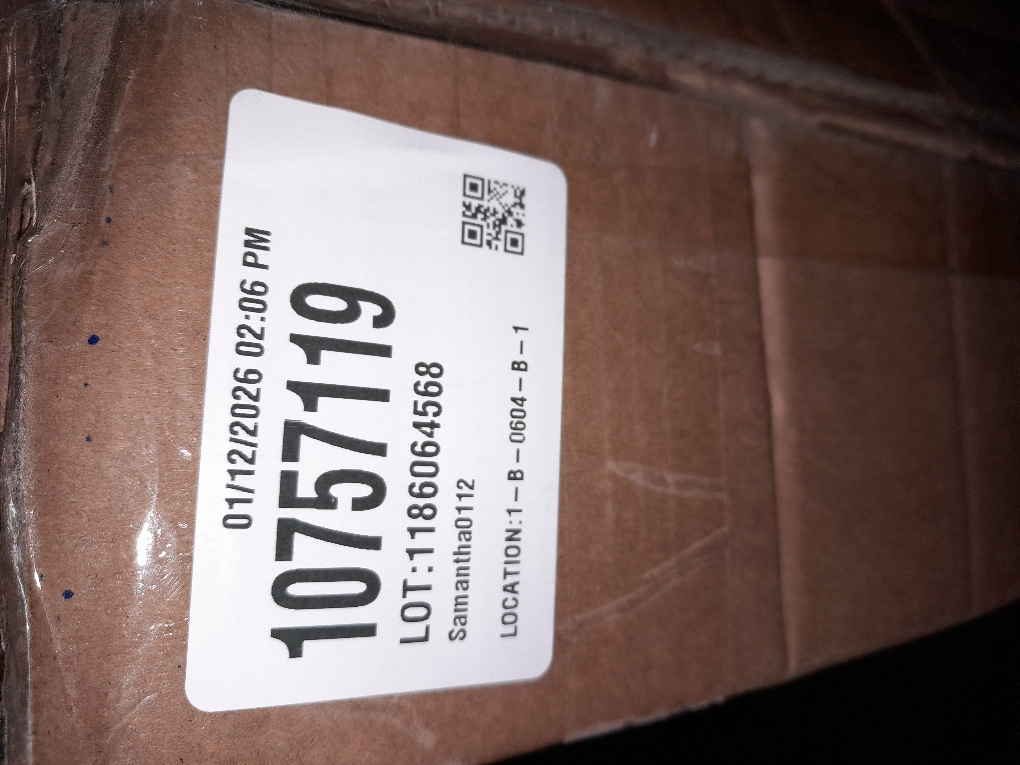 01/12/2026 02:06 PM
10757119
LOT:1186064568
Samantha0112
LOCATION:1-B-0604-B-1